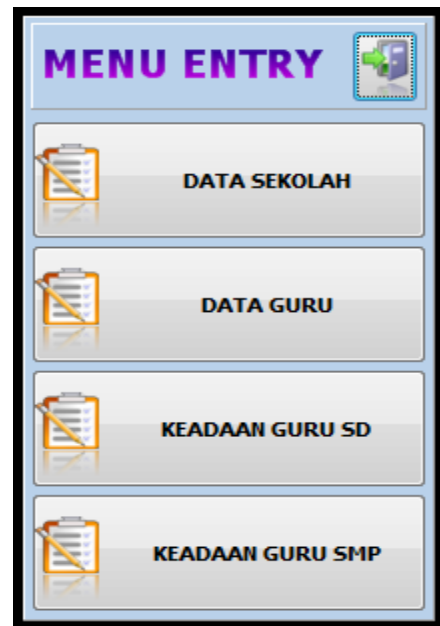 MENU ENTRY
DATA SEKOLAH
DATA GURU
KEADAAN GURU SD
KEADAAN GURU SMP